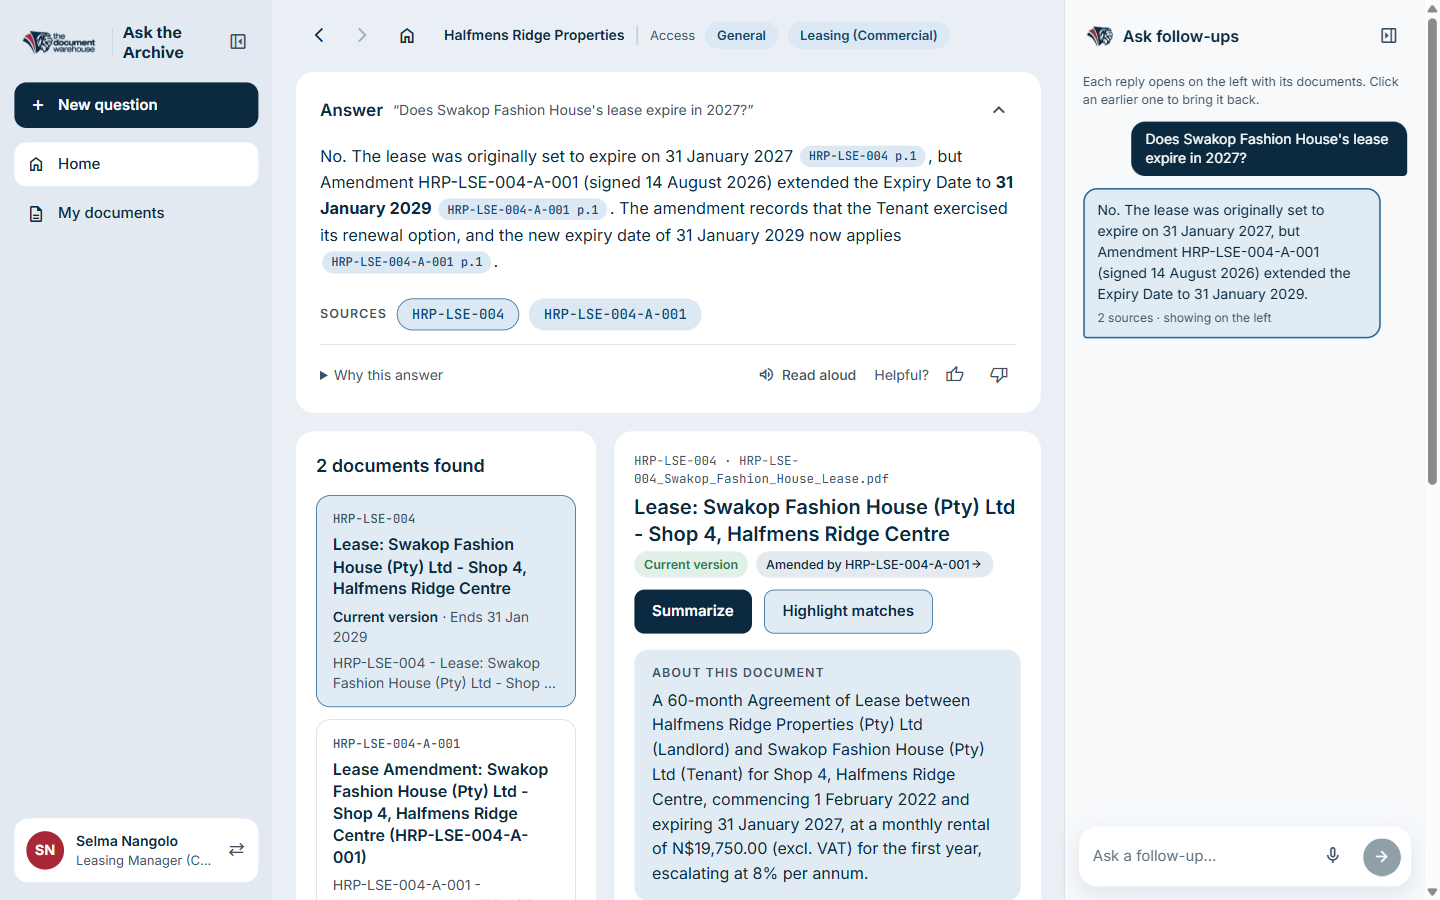 the
document
warehouse
Ask the
Archive
New question
Home
My documents
SN
Selma Nangolo
Leasing Manager (C...
Halfmens Ridge Properties
Access
General
Leasing (Commercial)
Answer
"Does Swakop Fashion House's lease expire in 2027?"
No. The lease was originally set to expire on 31 January 2027 HRP-LSE-004 p.1 , but
Amendment HRP-LSE-004-A-001 (signed 14 August 2026) extended the Expiry Date to 31
January 2029 HRP-LSE-004-A-001 p.1 . The amendment records that the Tenant exercised
its renewal option, and the new expiry date of 31 January 2029 now applies
HRP-LSE-004-A-001 p.1 .
SOURCES HRP-LSE-004 HRP-LSE-004-A-001
Why this answer
Read aloud
Helpful?
2 documents found
HRP-LSE-004
Lease: Swakop Fashion
House (Pty) Ltd - Shop 4,
Halfmens Ridge Centre
Current version · Ends 31 Jan
2029
HRP-LSE-004 - Lease: Swakop
Fashion House (Pty) Ltd - Shop ...
HRP-LSE-004-A-001
Lease Amendment: Swakop
Fashion House (Pty) Ltd -
Shop 4, Halfmens Ridge
Centre (HRP-LSE-004-A-
001)
HRP-LSE-004-A-001 -
HRP-LSE-004 · HRP-LSE-
004_Swakop_Fashion_House_Lease.pdf
Lease: Swakop Fashion House (Pty) Ltd
- Shop 4, Halfmens Ridge Centre
Current version
Amended by HRP-LSE-004-A-001→
Summarize
Highlight matches
ABOUT THIS DOCUMENT
A 60-month Agreement of Lease between
Halfmens Ridge Properties (Pty) Ltd
(Landlord) and Swakop Fashion House (Pty)
Ltd (Tenant) for Shop 4, Halfmens Ridge
Centre, commencing 1 February 2022 and
expiring 31 January 2027, at a monthly rental
of N$19,750.00 (excl. VAT) for the first year,
escalating at 8% per annum.
Ask follow-ups
Each reply opens on the left with its documents. Click
an earlier one to bring it back.
Does Swakop Fashion House's lease
expire in 2027?
No. The lease was originally set to
expire on 31 January 2027, but
Amendment HRP-LSE-004-A-001
(signed 14 August 2026) extended the
Expiry Date to 31 January 2029.
2 sources · showing on the left
Ask a follow-up...